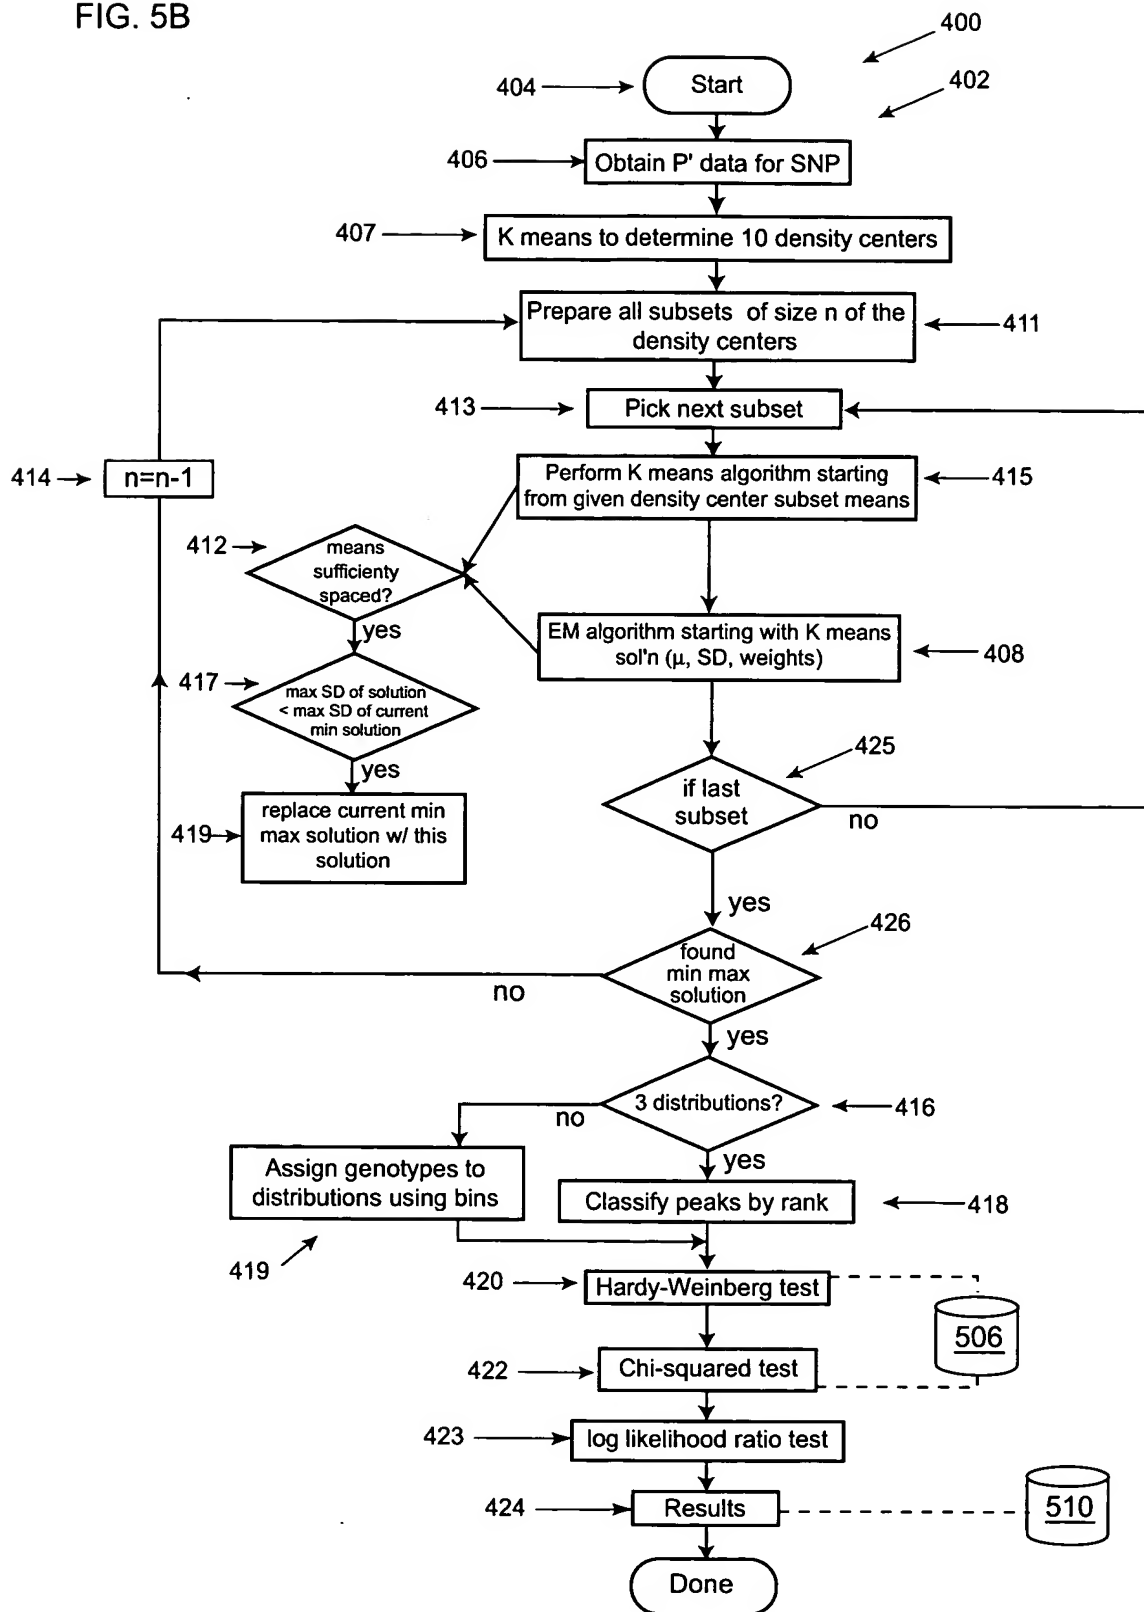 FIG. 5B
400
402
404
Start
406
Obtain P' data for SNP
407
K means to determine 10 density centers
Prepare all subsets of size n of the
density centers
411
413
Pick next subset
414
n=n-1
Perform K means algorithm starting
from given density center subset means
415
412
means
sufficienty
spaced?
yes
EM algorithm starting with K means
sol'n (μ, SD, weights)
408
417
max SD of solution
< max SD of current
min solution
yes
425
if last
subset
no
419
replace current min
max solution w/ this
solution
yes
426
found
min max
solution
no
yes
3 distributions?
416
no
yes
Assign genotypes to
distributions using bins
Classify peaks by rank
418
419
420
Hardy-Weinberg test
506
422
Chi-squared test
423
log likelihood ratio test
424
Results
510
Done